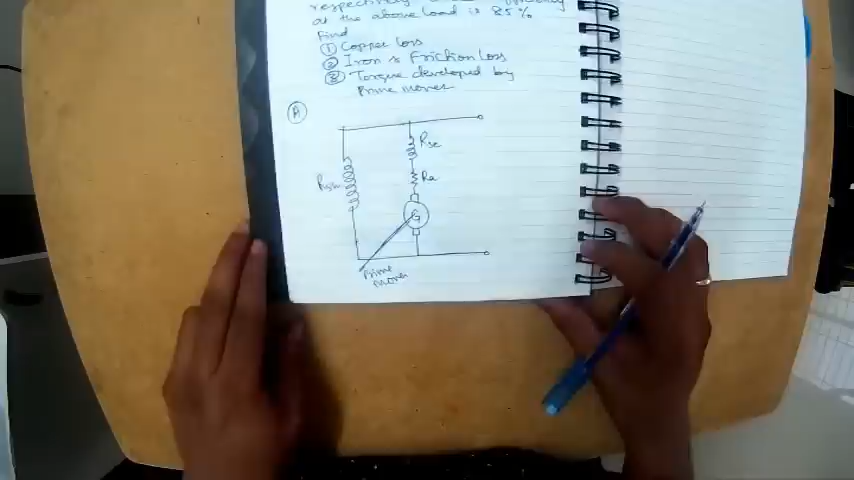 at the above load is 85%
Find
① Copper loss
② Iron & Friction loss
③ Torque developed by
Prime mover
Ⓐ
Rse
Rsh
Ra
G
Prime
mover